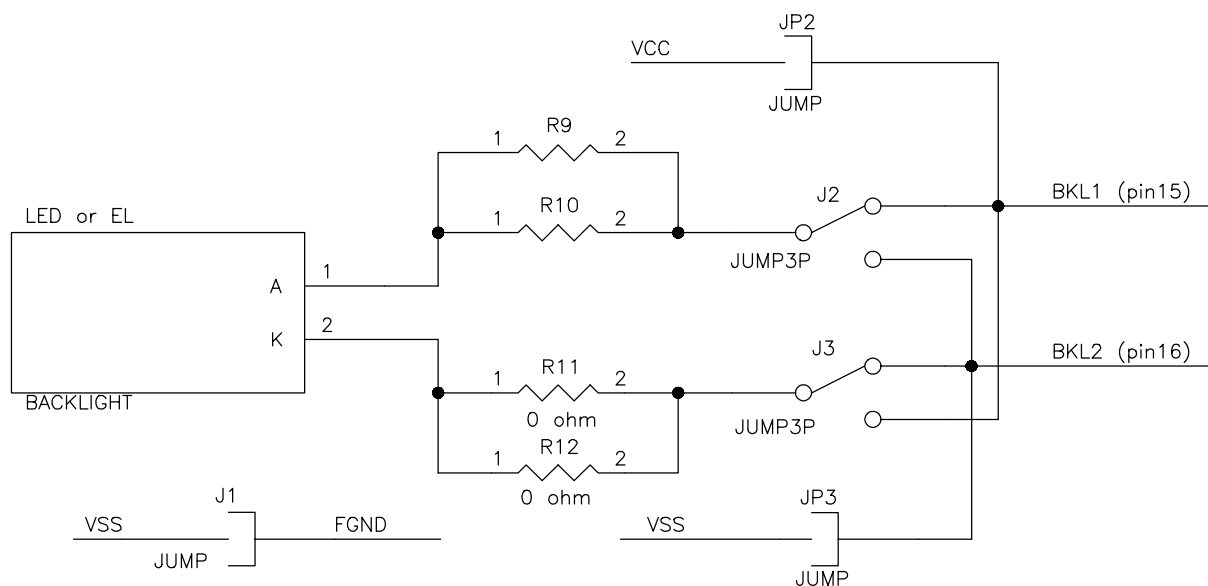 JP2
VCC
JUMP
R9
1 2
R10
1 2
J2
BKL1 (pin15)
LED or EL
JUMP3P
A
1
K
2
J3
BKL2 (pin16)
BACKLIGHT
R11
1 2
0 ohm
JUMP3P
R12
1 2
0 ohm
J1
VSS
FGND
JUMP
JP3
VSS
JUMP